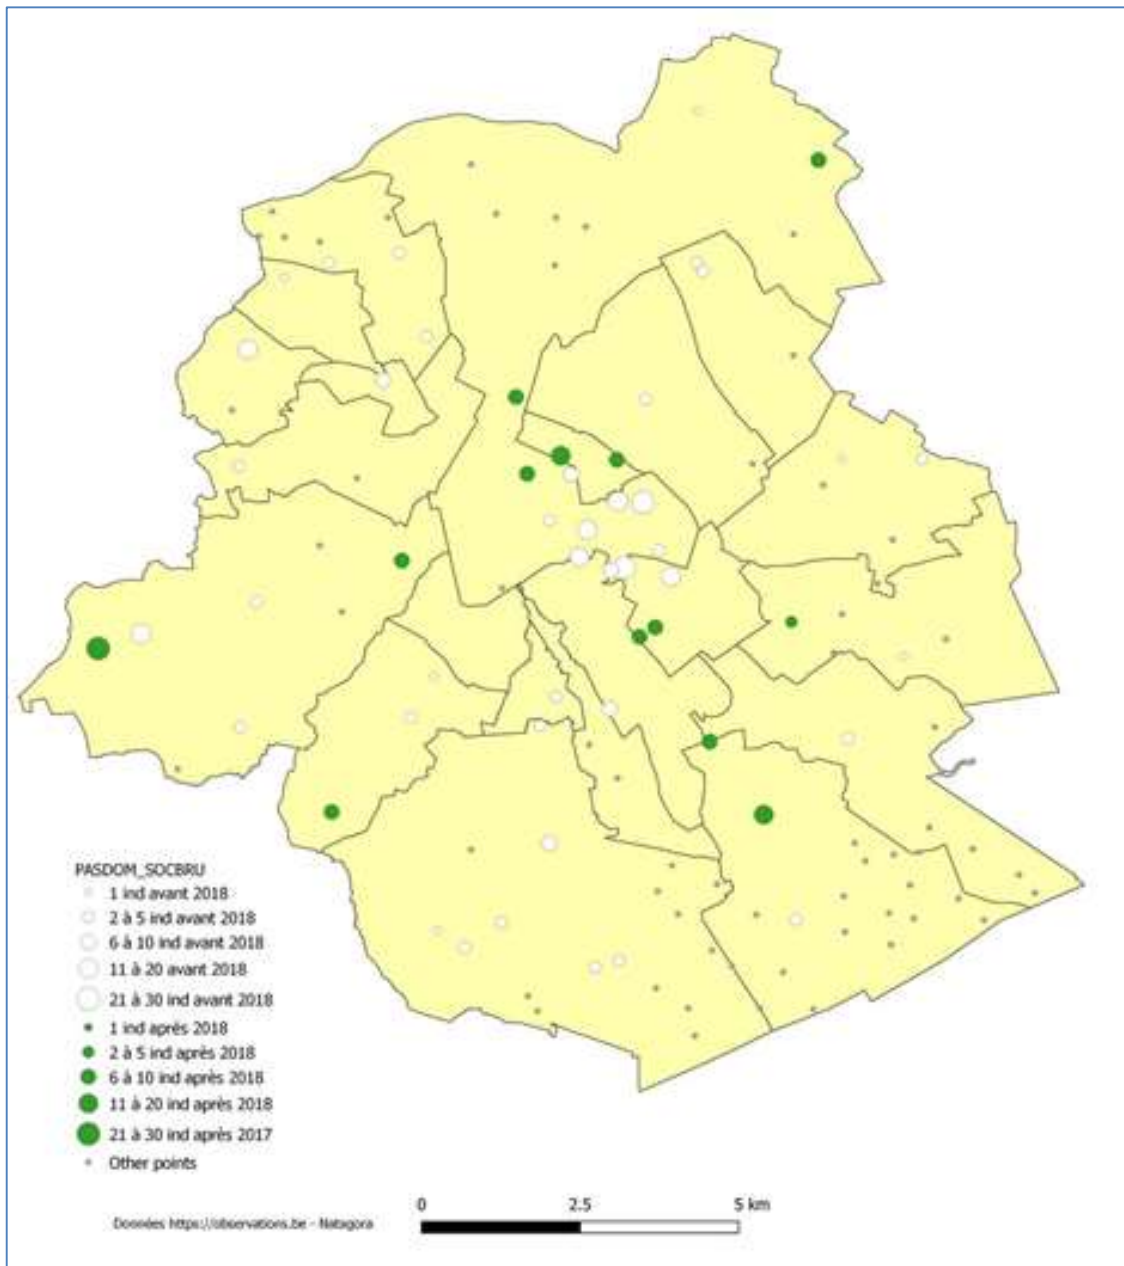 PASDOM_SOCBRU
1 ind avant 2018
2 à 5 ind avant 2018
6 à 10 ind avant 2018
11 à 20 avant 2018
21 à 30 ind avant 2018
1 ind après 2018
2 à 5 ind après 2018
6 à 10 ind après 2018
11 à 20 ind après 2018
21 à 30 ind après 2017
Other points
0 2.5 5 km
Données https://observations.be - Natagora